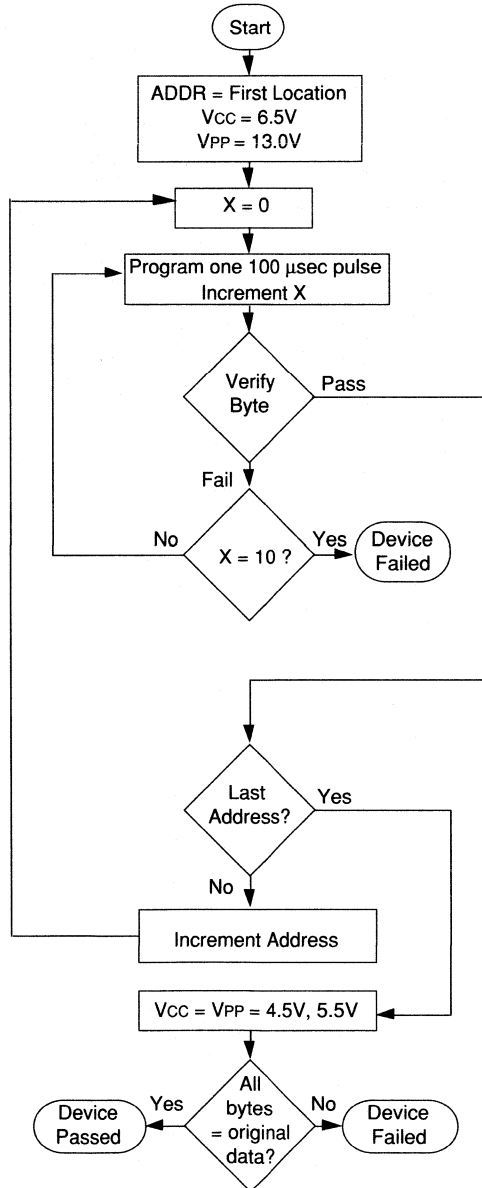 Start
ADDR = First Location
VCC = 6.5V
VPP = 13.0V
X = 0
Program one 100 µsec pulse
Increment X
Verify
Byte
Pass
Fail
X = 10 ?
No
Yes
Device
Failed
Last
Address?
Yes
No
Increment Address
VCC = VPP = 4.5V, 5.5V
All
bytes
= original
data?
Yes
No
Device
Passed
Device
Failed